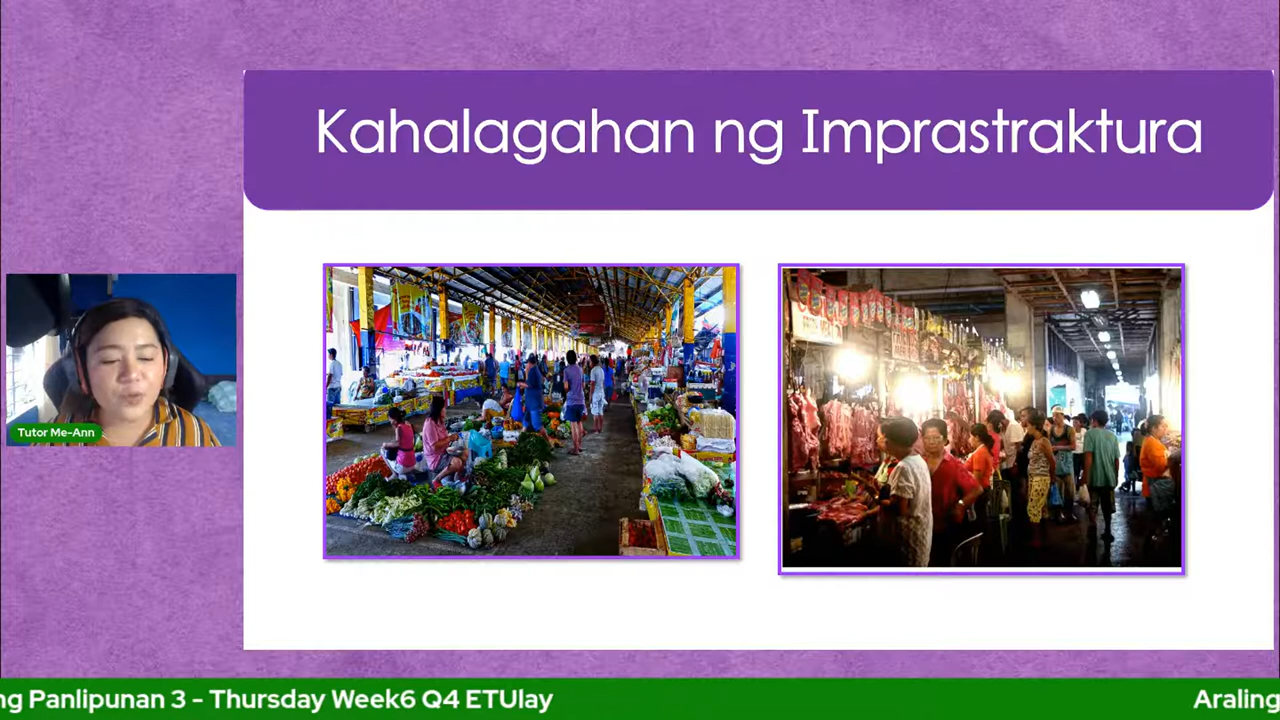 Kahalagahan ng Imprastraktura
Tutor Me-Ann
ng Panlipunan 3 - Thursday Week6 Q4 ETUlay
Araling